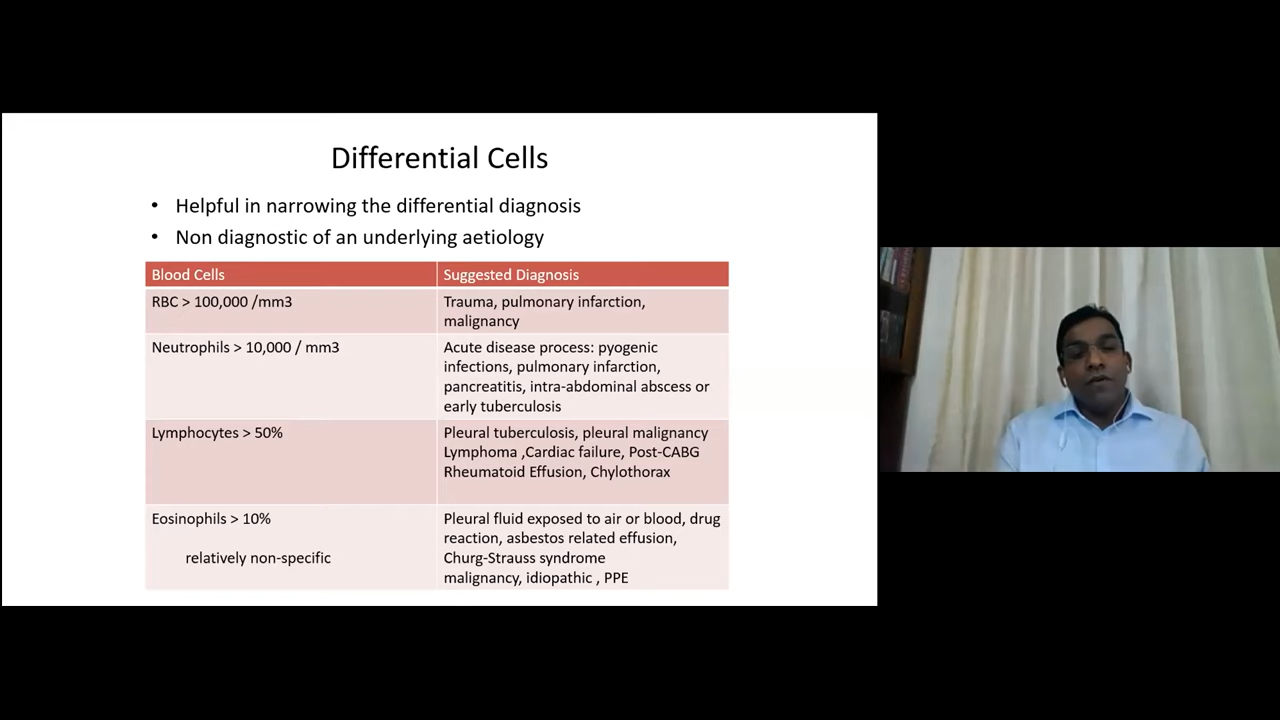 Differential Cells
• Helpful in narrowing the differential diagnosis
• Non diagnostic of an underlying aetiology
Blood Cells
Suggested Diagnosis
RBC > 100,000 /mm3
Trauma, pulmonary infarction,
malignancy
Neutrophils > 10,000 / mm3
Acute disease process: pyogenic
infections, pulmonary infarction,
pancreatitis, intra-abdominal abscess or
early tuberculosis
Lymphocytes > 50%
Pleural tuberculosis, pleural malignancy
Lymphoma ,Cardiac failure, Post-CABG
Rheumatoid Effusion, Chylothorax
Eosinophils > 10%
relatively non-specific
Pleural fluid exposed to air or blood, drug
reaction, asbestos related effusion,
Churg-Strauss syndrome
malignancy, idiopathic , PPE